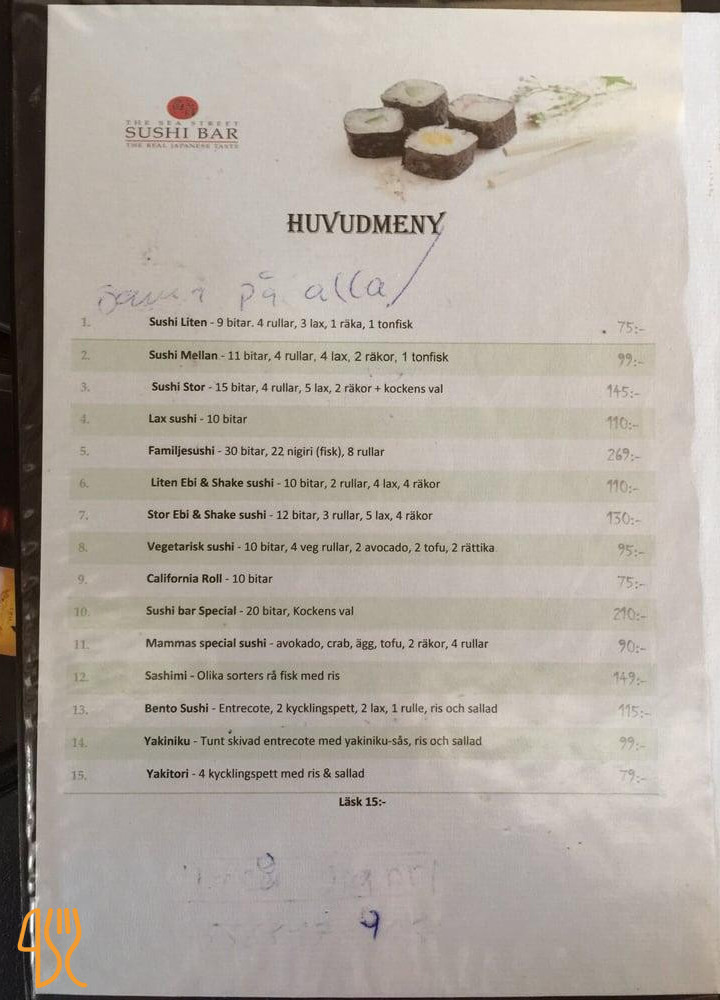 THE SEA STREET
SUSHI BAR
THE REAL JAPANESE TASTE
HUVUDMENY
på alla
1. Sushi Liten - 9 bitar. 4 rullar, 3 lax, 1 räka, 1 tonfisk 75:-
2. Sushi Mellan - 11 bitar, 4 rullar, 4 lax, 2 räkor, 1 tonfisk 99:-
3. Sushi Stor - 15 bitar, 4 rullar, 5 lax, 2 räkor + kockens val 145:-
4. Lax sushi - 10 bitar 110:-
5. Familjesushi - 30 bitar, 22 nigiri (fisk), 8 rullar 269:-
6. Liten Ebi & Shake sushi - 10 bitar, 2 rullar, 4 lax, 4 räkor 110:-
7. Stor Ebi & Shake sushi - 12 bitar, 3 rullar, 5 lax, 4 räkor 130:-
8. Vegetarisk sushi - 10 bitar, 4 veg rullar, 2 avocado, 2 tofu, 2 rättika 95:-
9. California Roll - 10 bitar 75:-
10. Sushi bar Special - 20 bitar, Kockens val 210:-
11. Mammas special sushi - avokado, crab, ägg, tofu, 2 räkor, 4 rullar 90:-
12. Sashimi - Olika sorters rå fisk med ris 149:-
13. Bento Sushi - Entrecote, 2 kycklingspett, 2 lax, 1 rulle, ris och sallad 115:-
14. Yakiniku - Tunt skivad entrecote med yakiniku-sås, ris och sallad 99:-
15. Yakitori - 4 kycklingspett med ris & sallad 79:-
Läsk 15:-